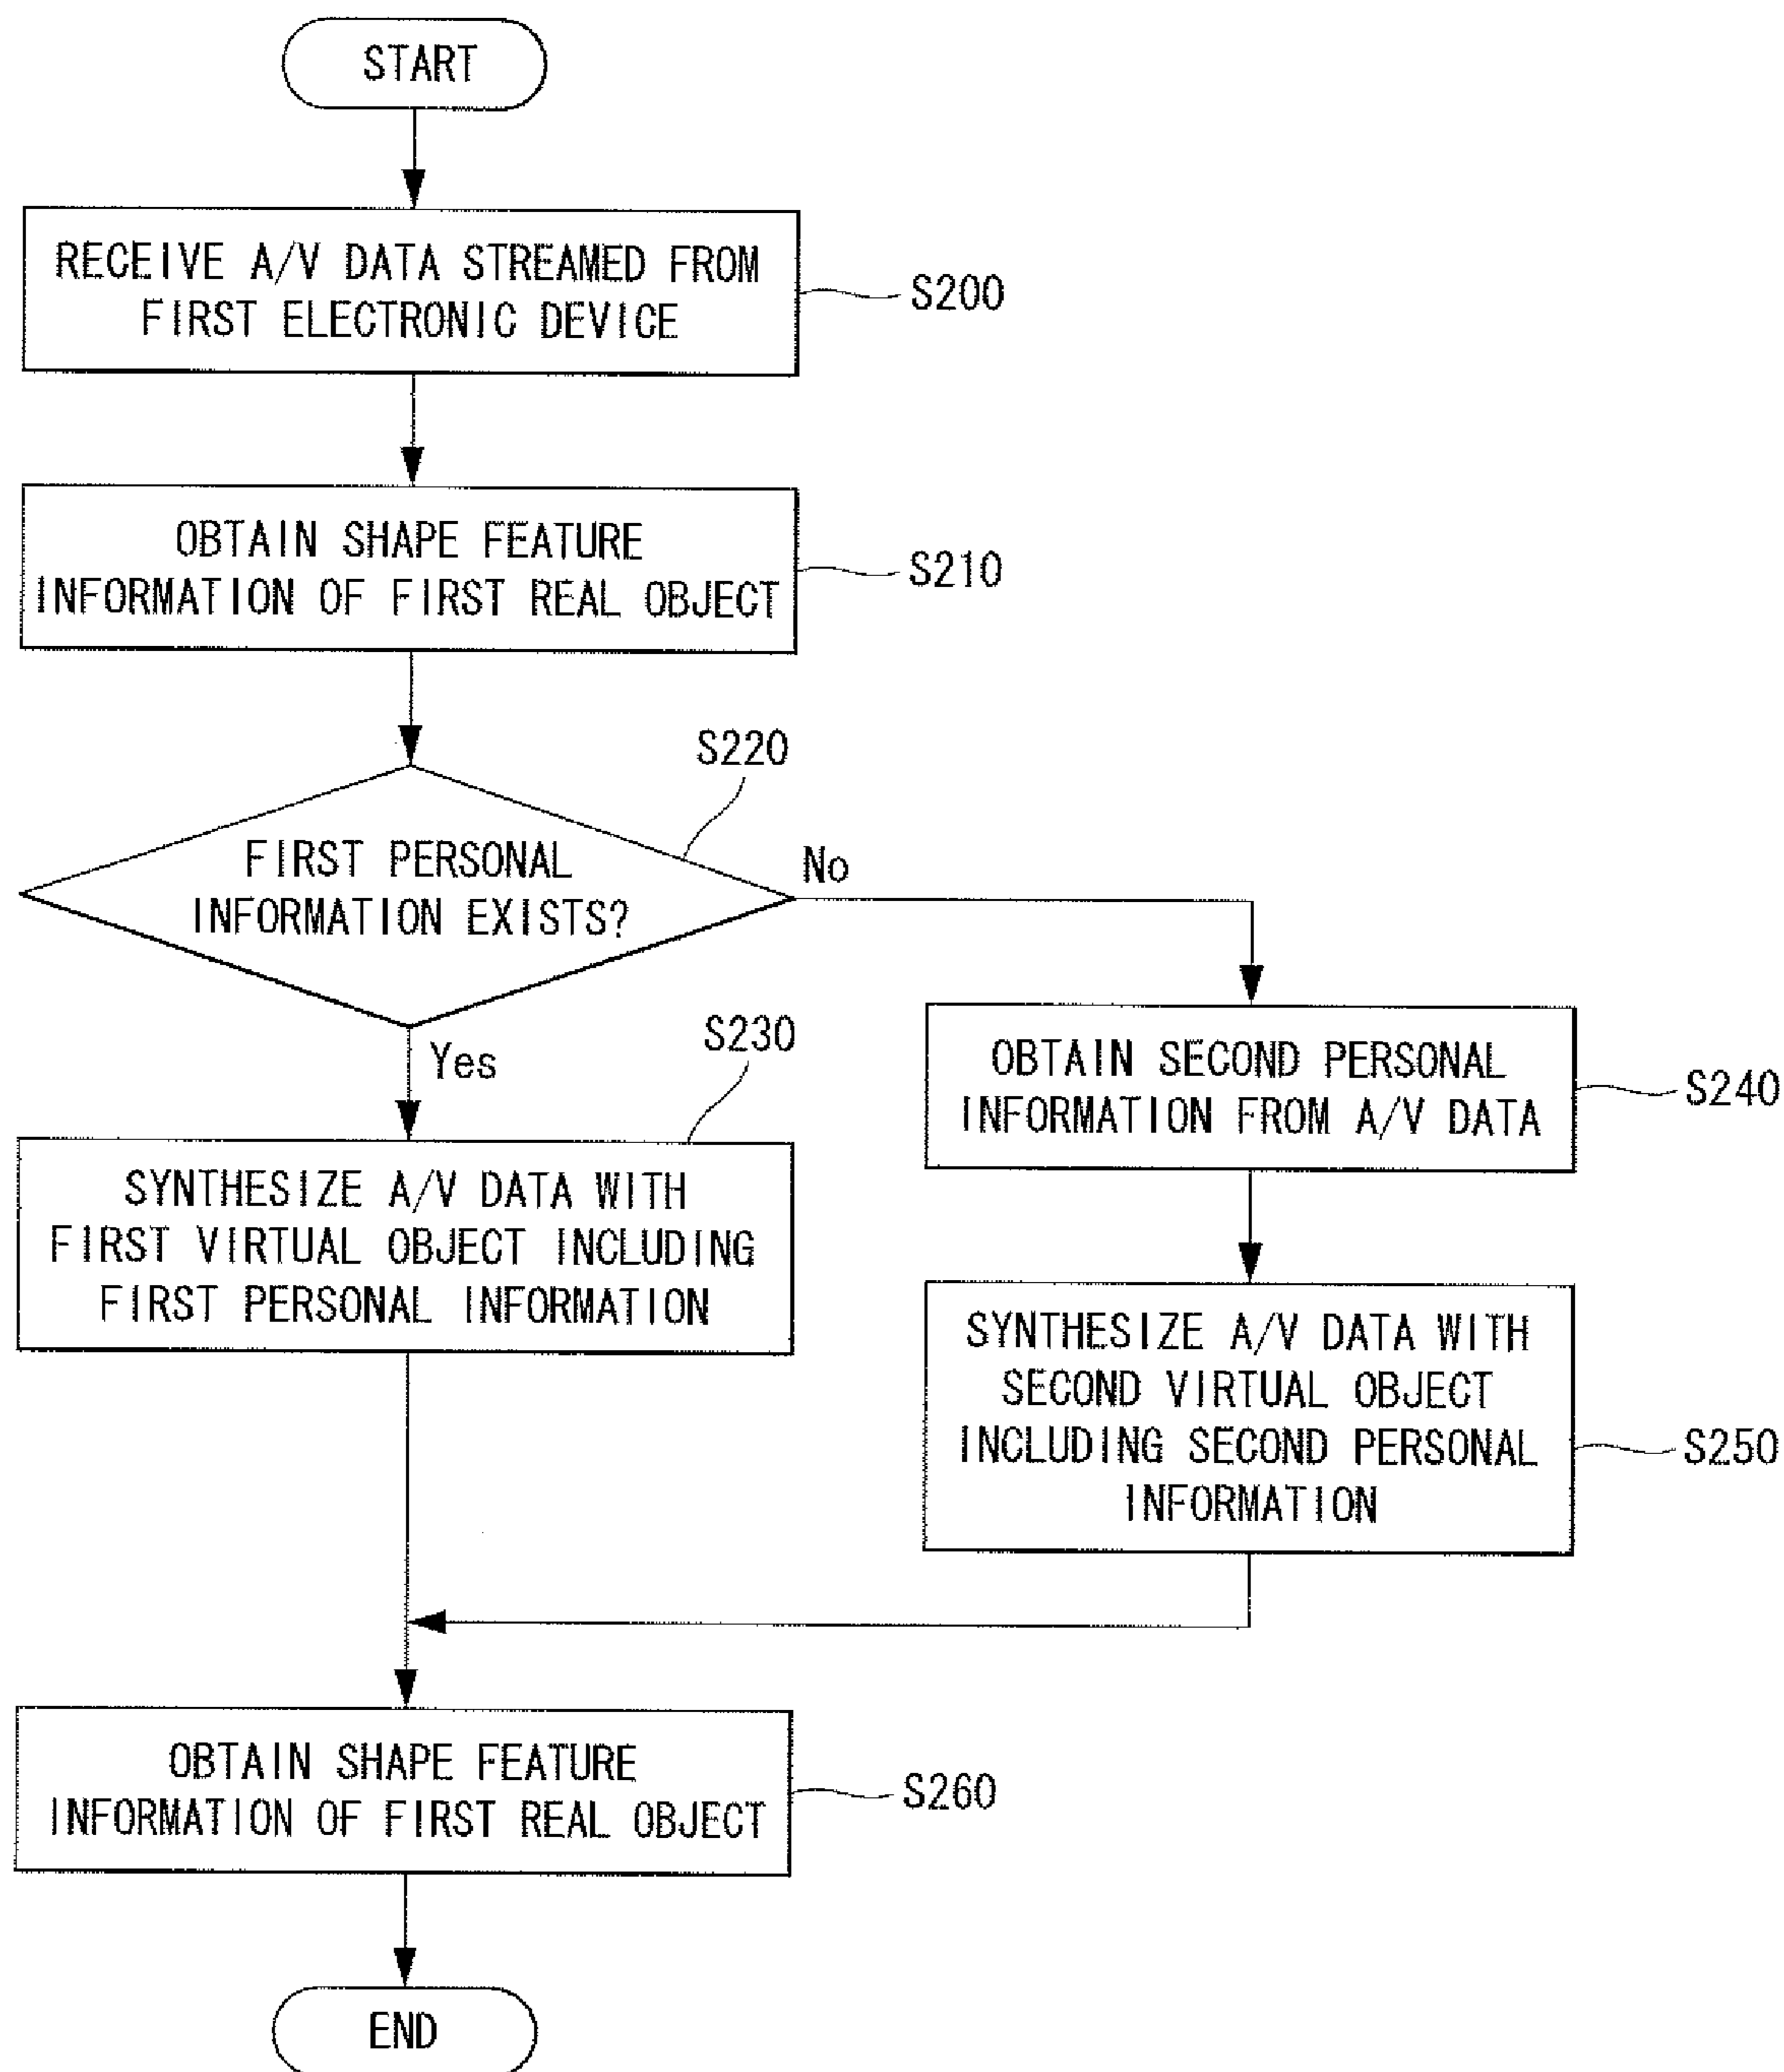 START
RECEIVE A/V DATA STREAMED FROM
FIRST ELECTRONIC DEVICE
S200
OBTAIN SHAPE FEATURE
INFORMATION OF FIRST REAL OBJECT
S210
S220
FIRST PERSONAL
INFORMATION EXISTS?
No
Yes
S230
SYNTHESIZE A/V DATA WITH
FIRST VIRTUAL OBJECT INCLUDING
FIRST PERSONAL INFORMATION
OBTAIN SECOND PERSONAL
INFORMATION FROM A/V DATA
S240
SYNTHESIZE A/V DATA WITH
SECOND VIRTUAL OBJECT
INCLUDING SECOND PERSONAL
INFORMATION
S250
OBTAIN SHAPE FEATURE
INFORMATION OF FIRST REAL OBJECT
S260
END